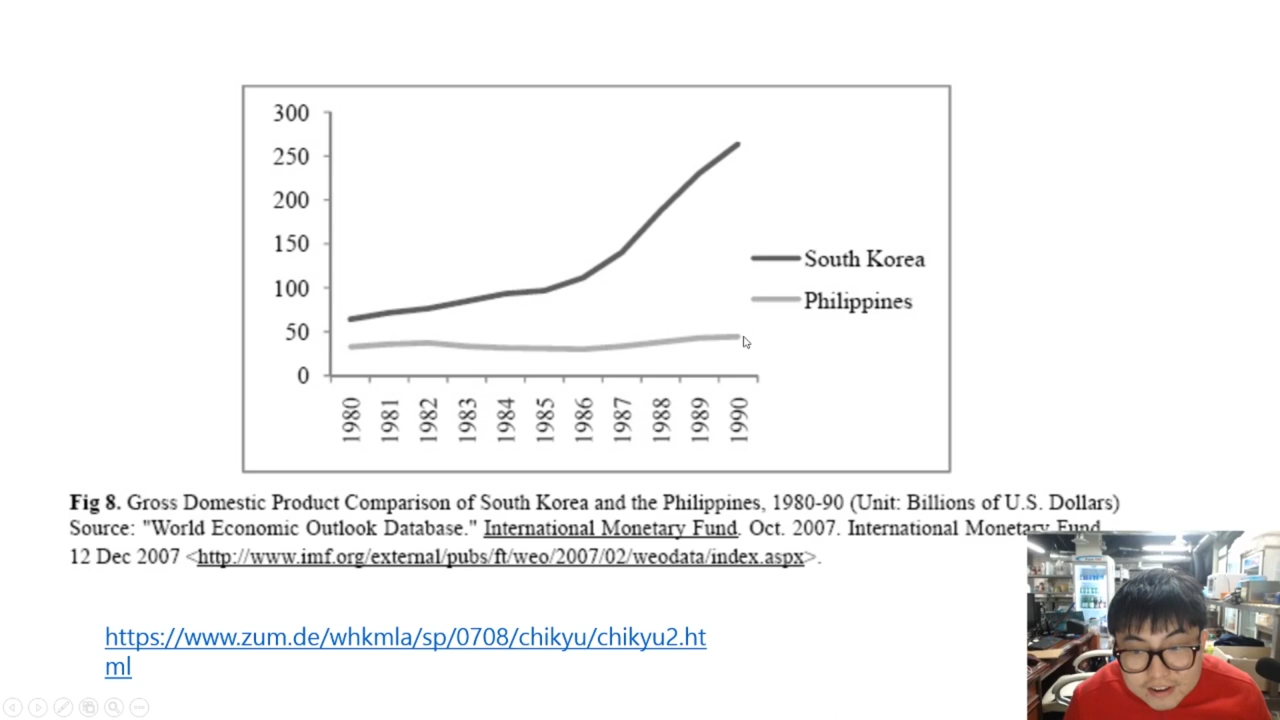 300
250
200
150
100
50
0
1980
1981
1982
1983
1984
1985
1986
1987
1988
1989
1990
South Korea
Philippines
Fig 8. Gross Domestic Product Comparison of South Korea and the Philippines, 1980-90 (Unit: Billions of U.S. Dollars)
Source: "World Economic Outlook Database." International Monetary Fund. Oct. 2007. International Monetary Fund.
12 Dec 2007 <http://www.imf.org/external/pubs/ft/weo/2007/02/weodata/index.aspx>.
https://www.zum.de/whkmla/sp/0708/chikyu/chikyu2.ht
ml